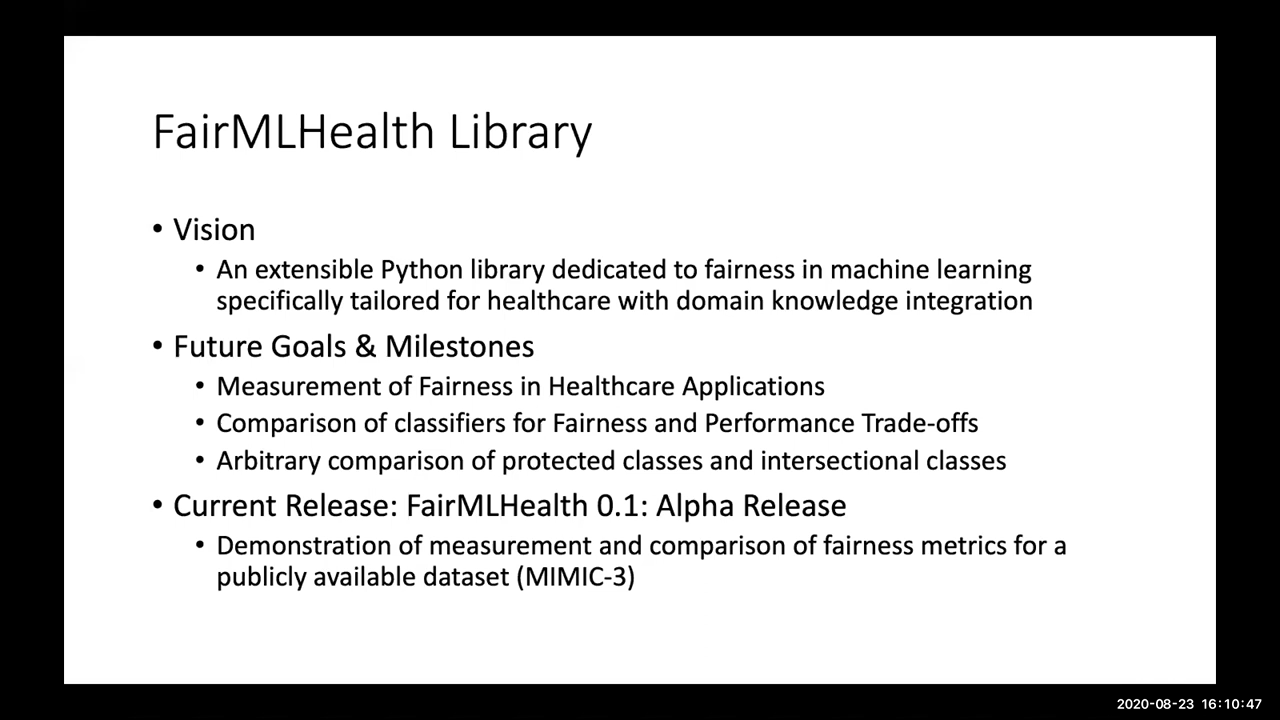 FairMLHealth Library
• Vision
• An extensible Python library dedicated to fairness in machine learning
specifically tailored for healthcare with domain knowledge integration
• Future Goals & Milestones
• Measurement of Fairness in Healthcare Applications
• Comparison of classifiers for Fairness and Performance Trade-offs
• Arbitrary comparison of protected classes and intersectional classes
• Current Release: FairMLHealth 0.1: Alpha Release
• Demonstration of measurement and comparison of fairness metrics for a
publicly available dataset (MIMIC-3)
2020-08-23 16:10:47